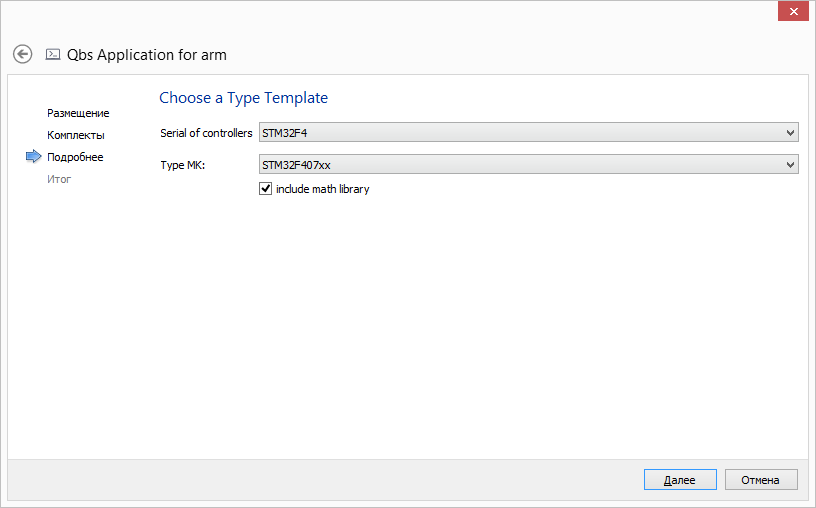 Qbs Application for arm
Размещение
Комплекты
Подробнее
Итог
Choose a Type Template
Serial of controllers STM32F4
Type MK: STM32F407xx
include math library
Далее Отмена